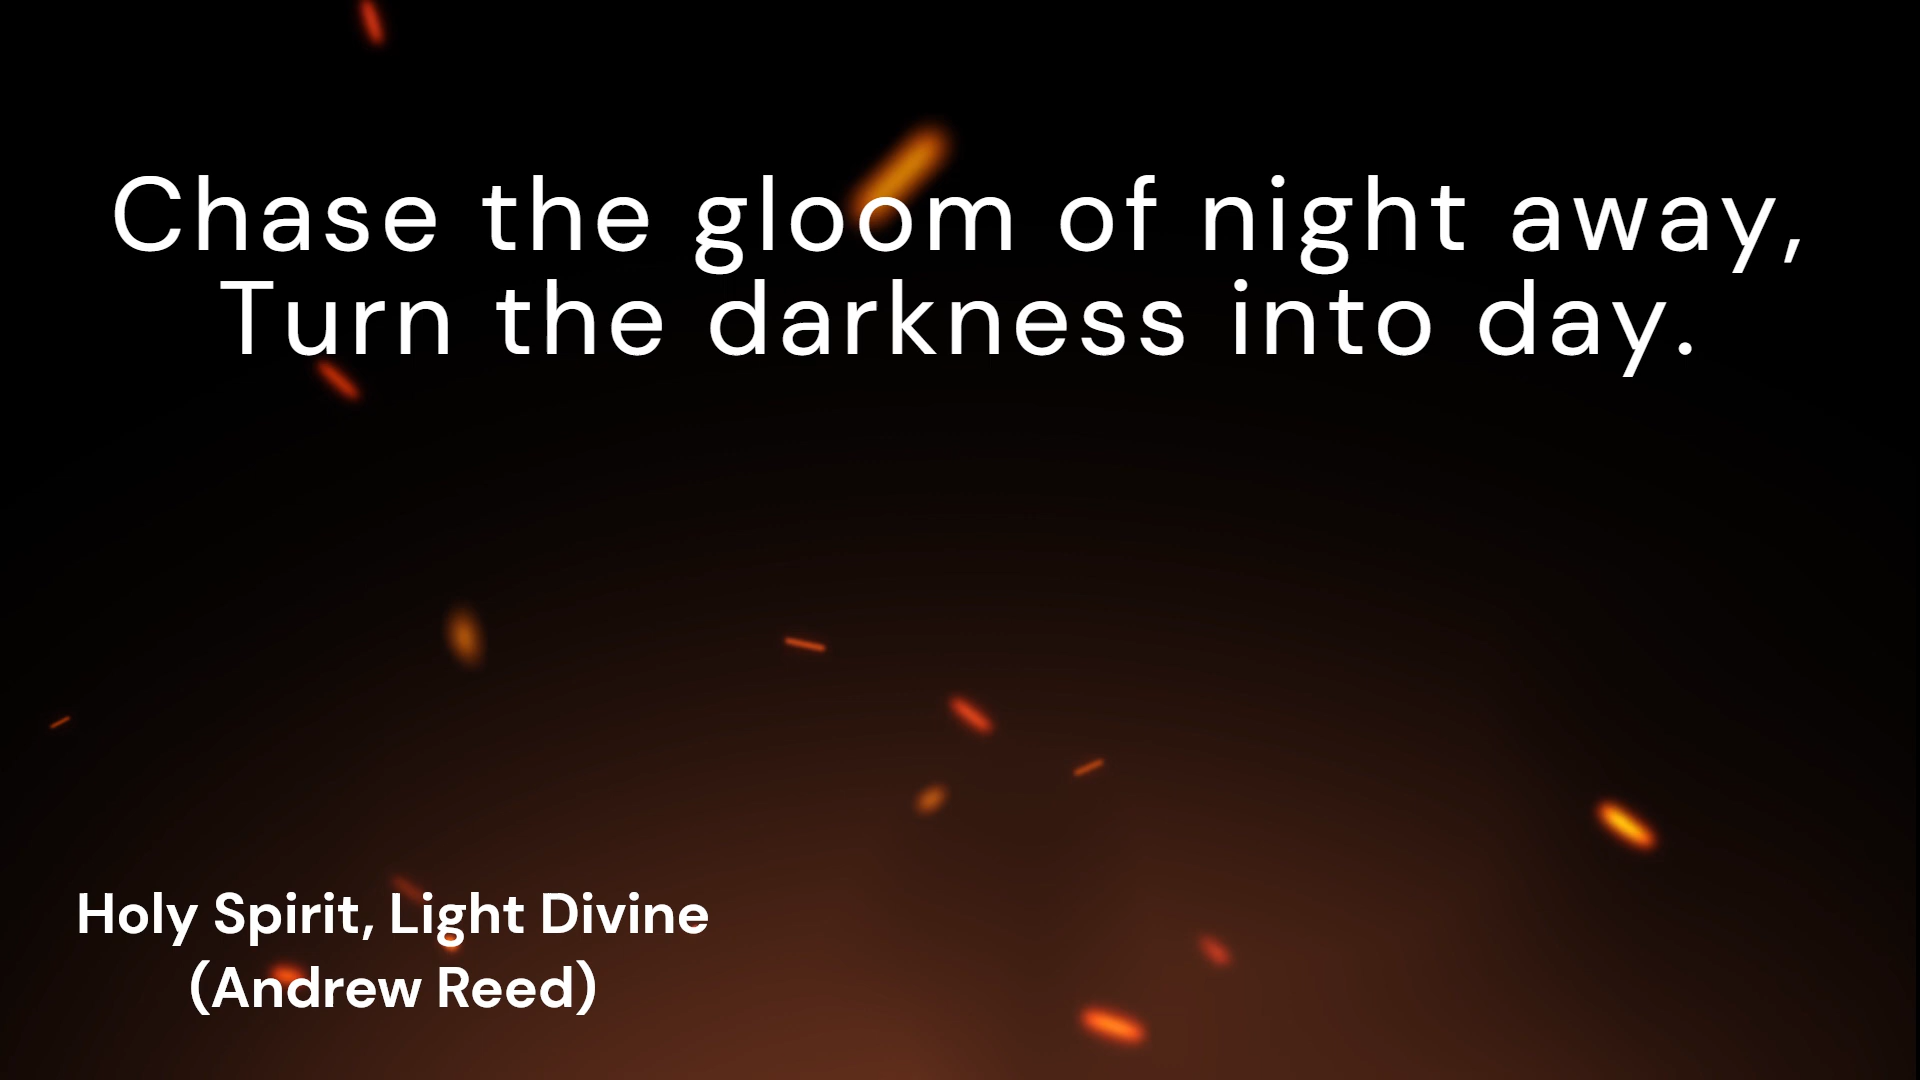 Chase the gloom of night away,
Turn the darkness into day.
Holy Spirit, Light Divine
(Andrew Reed)